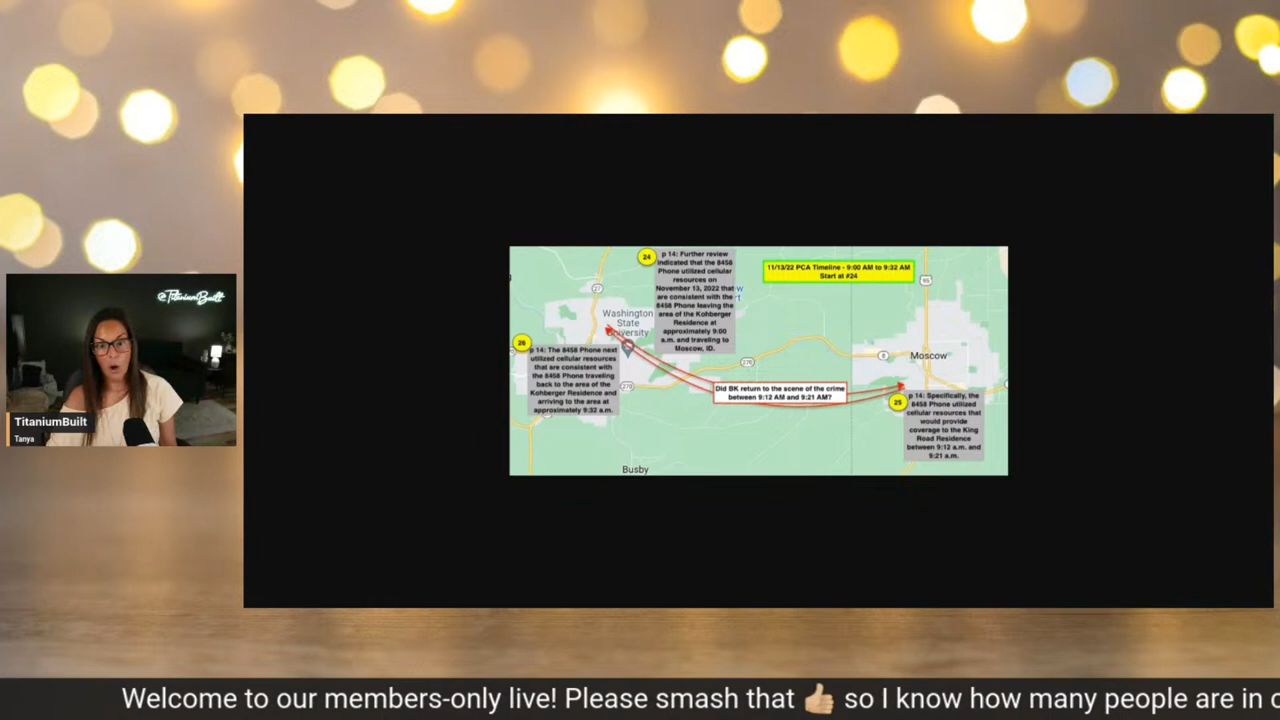 @TitaniumBuilt
TitaniumBuilt
Tanya
24
p 14: Further review
indicated that the 8458
Phone utilized cellular
resources on
November 13, 2022 that
are consistent with the
8458 Phone leaving the
area of the Kohberger
Residence at
approximately 9:00
a.m. and traveling to
Moscow, ID.
11/13/22 PCA Timeline - 9:00 AM to 9:32 AM
Start at #24
95
27
Washington
State
University
26
p 14: The 8458 Phone next
utilized cellular resources
that are consistent with
the 8458 Phone traveling
back to the area of the
Kohberger Residence and
arriving to the area at
approximately 9:32 a.m.
270
270
8
Moscow
Did BK return to the scene of the crime
between 9:12 AM and 9:21 AM?
25
p 14: Specifically, the
8458 Phone utilized
cellular resources that
would provide
coverage to the King
Road Residence
between 9:12 a.m. and
9:21 a.m.
Busby
Welcome to our members-only live! Please smash that 👍🏼 so I know how many people are in